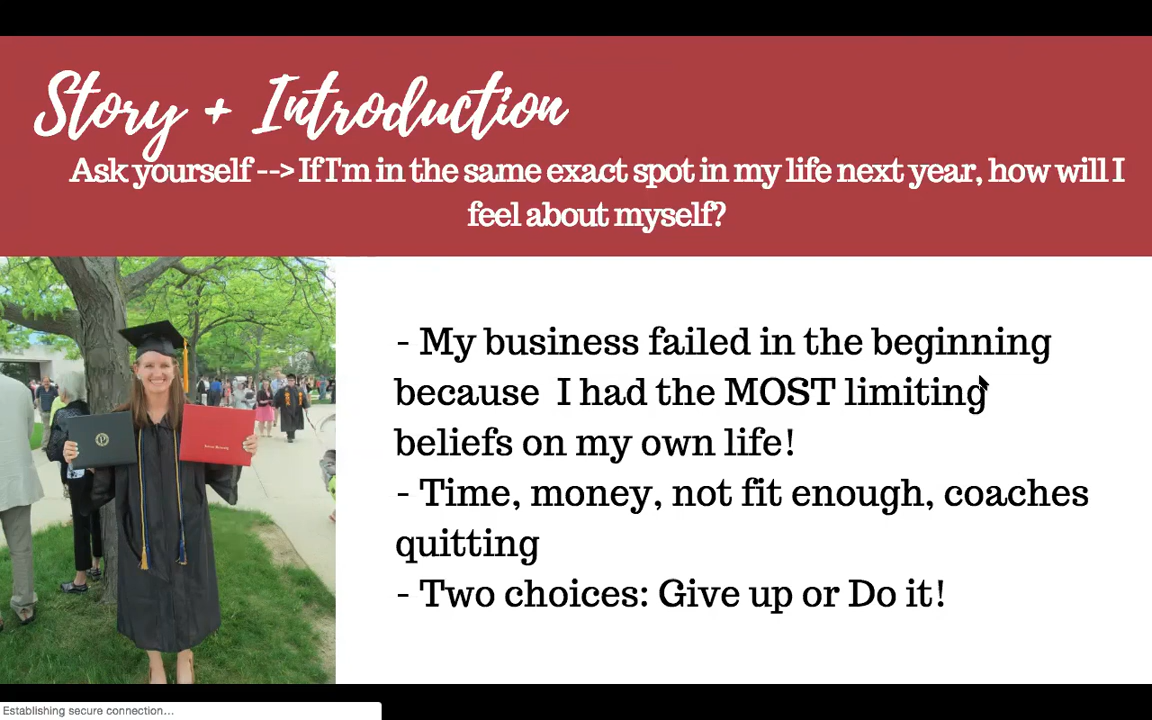 Story + Introduction
Ask yourself --> If I'm in the same exact spot in my life next year, how will I
feel about myself?
- My business failed in the beginning
because I had the MOST limiting
beliefs on my own life!
- Time, money, not fit enough, coaches
quitting
- Two choices: Give up or Do it!
Establishing secure connection...